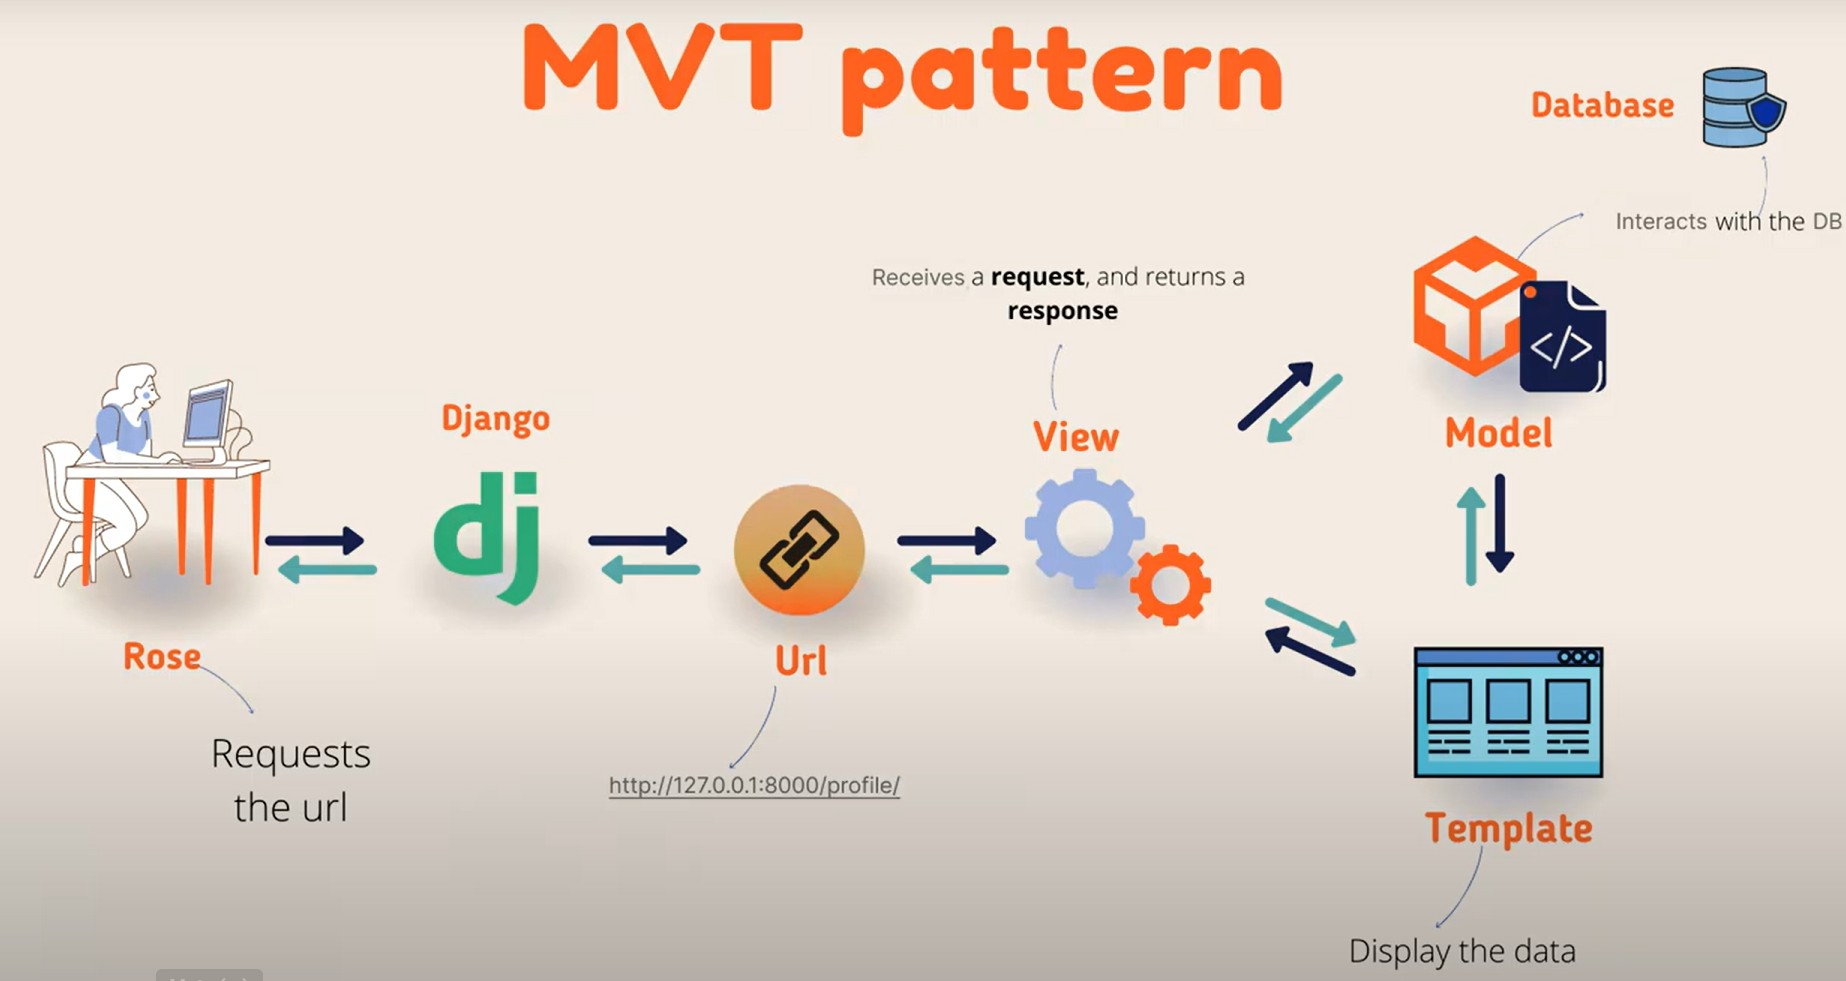 MVT pattern
Database
Interacts with the DB
Receives a request, and returns a
response
Django
View
Model
dj
</>
Rose
Url
Requests
the url
http://127.0.0.1:8000/profile/
Template
Display the data